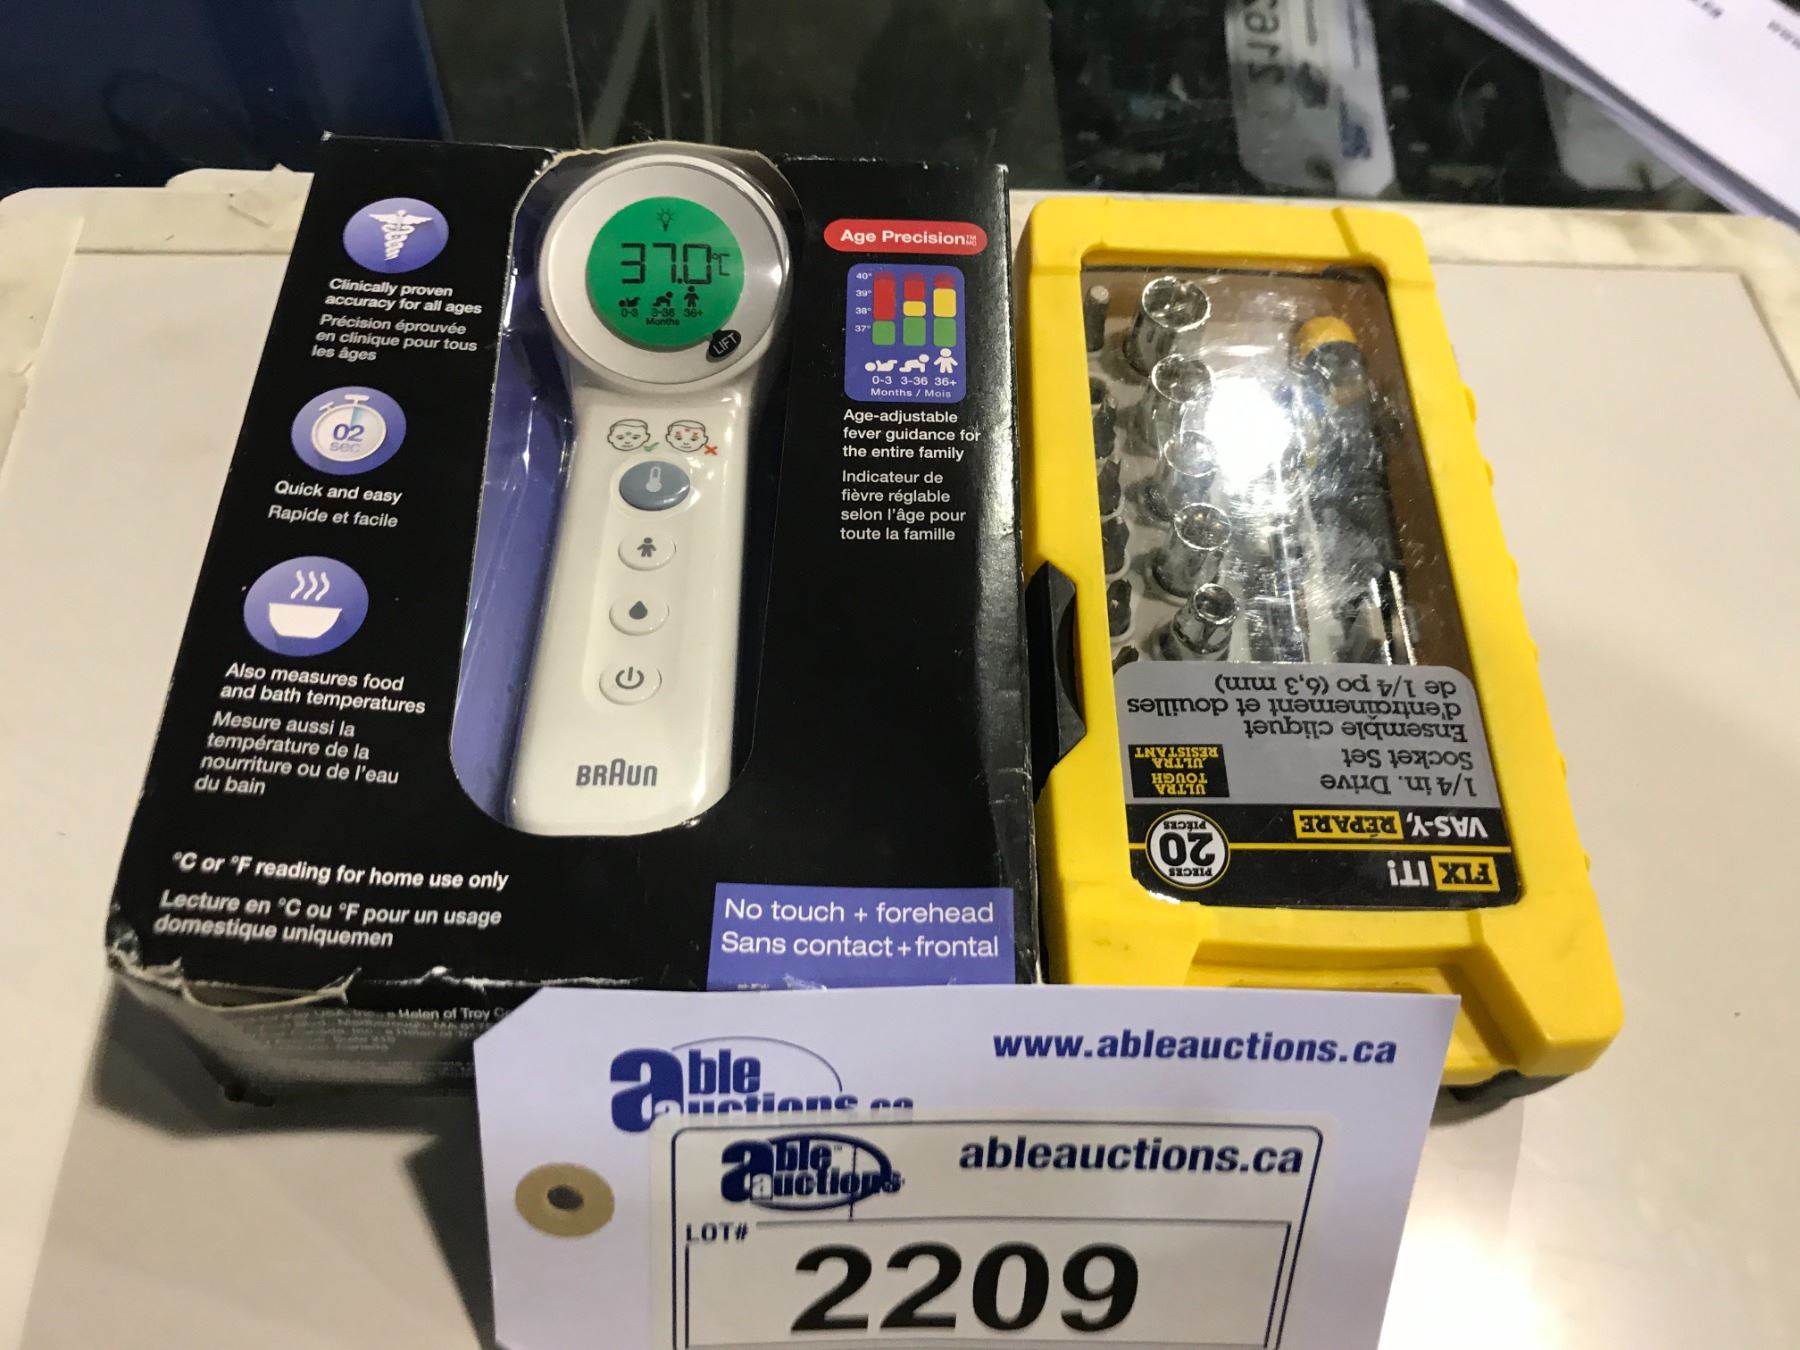 Clinically proven
accuracy for all ages
Précision éprouvée
en clinique pour tous
les âges
02
sec
Quick and easy
Rapide et facile
Also measures food
and bath temperatures
Mesure aussi la
température de la
nourriture ou de l'eau
du bain
°C or °F reading for home use only
Lecture en °C ou °F pour un usage
domestique uniquemen
37.0°C
0-3 3-36 36+
Months
LIFT
BRAUN
Age Precision™ MC
40°
39°
38°
37°
0-3 3-36 36+
Months / Mois
Age-adjustable
fever guidance for
the entire family
Indicateur de
fièvre réglable
selon l'âge pour
toute la famille
No touch + forehead
Sans contact + frontal
Helen of Troy
FIX IT!
VAS-Y, RÉPARE
20
PIECES
PIÈCES
1/4 in. Drive
Socket Set
Ensemble cliquet
d'entraînement et douilles
de 1/4 po (6,3 mm)
ULTRA
TOUGH
ULTRA
RÉSISTANT
able
auctions.ca
www.ableauctions.ca
able
auctions
ableauctions.ca
LOT#
2209